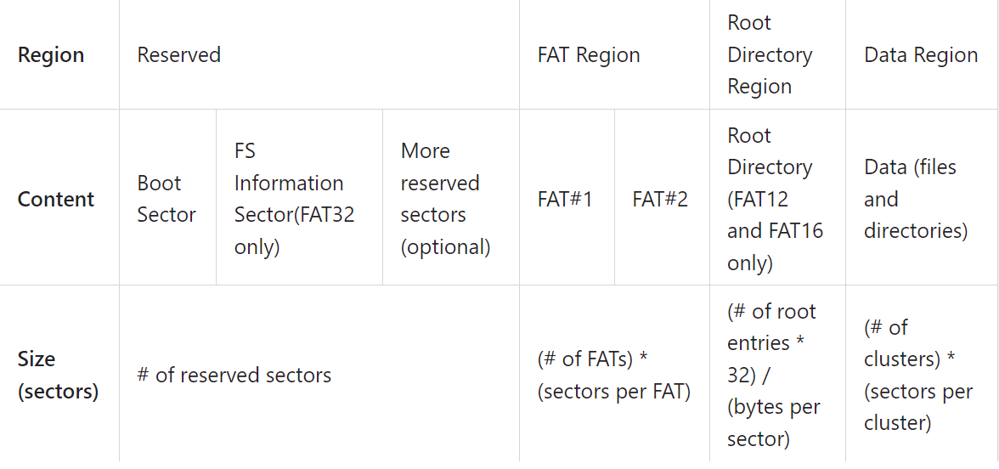 Region
Reserved
FAT Region
Root
Directory
Region
Data Region
Content
Boot
Sector
FS
Information
Sector(FAT32
only)
More
reserved
sectors
(optional)
FAT#1
FAT#2
Root
Directory
(FAT12
and FAT16
only)
Data (files
and
directories)
Size
(sectors)
# of reserved sectors
(# of FATs) *
(sectors per FAT)
(# of root
entries *
32) /
(bytes per
sector)
(# of
clusters) *
(sectors per
cluster)